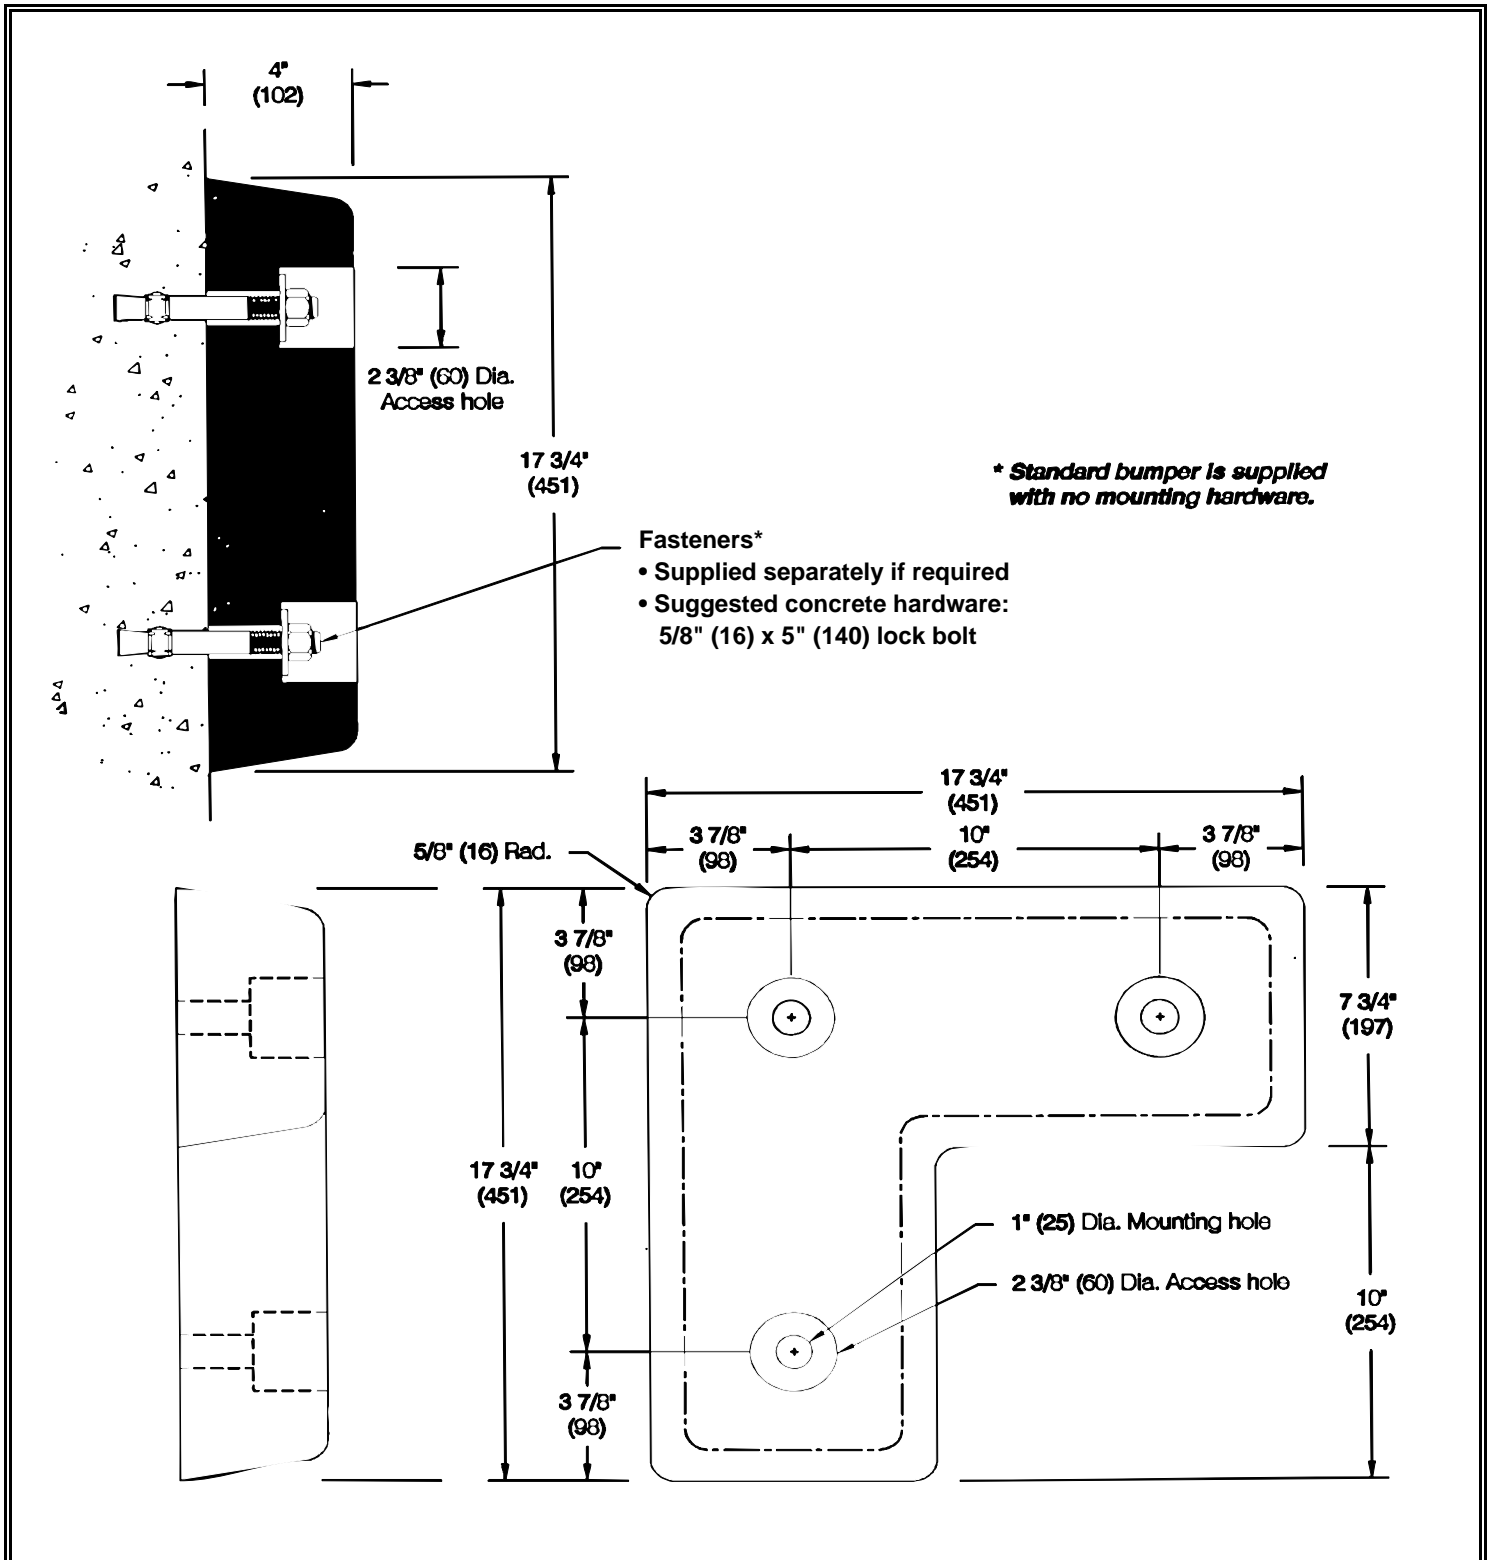 4"
(102)
2 3/8" (60) Dia.
Access hole
17 3/4"
(451)
* Standard bumper is supplied
with no mounting hardware.
Fasteners*
• Supplied separately if required
• Suggested concrete hardware:
5/8" (16) x 5" (140) lock bolt
17 3/4"
(451)
3 7/8"
(98)
10"
(254)
3 7/8"
(98)
5/8" (16) Rad.
3 7/8"
(98)
7 3/4"
(197)
17 3/4"
(451)
10"
(254)
1" (25) Dia. Mounting hole
2 3/8" (60) Dia. Access hole
10"
(254)
3 7/8"
(98)